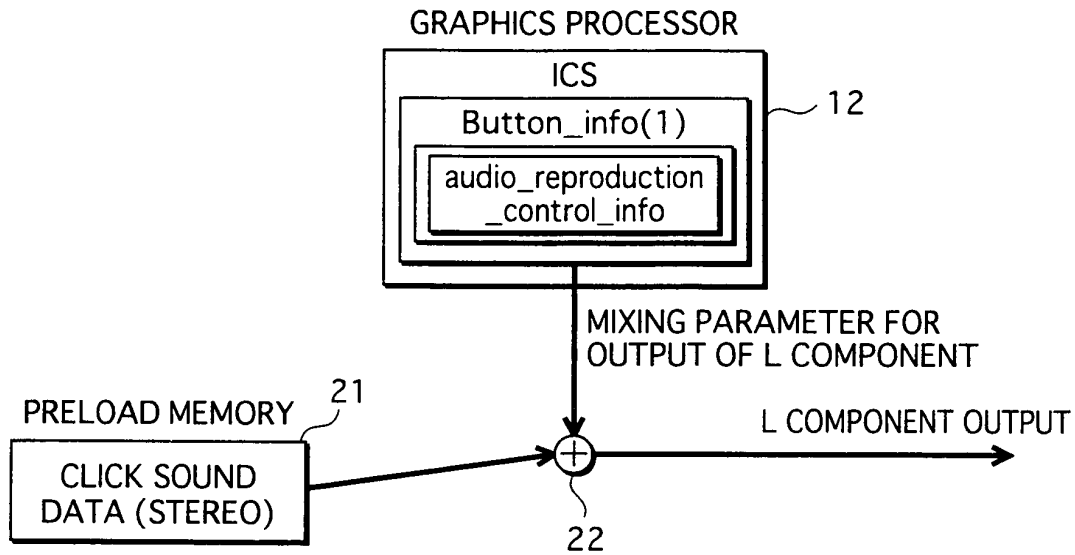 GRAPHICS PROCESSOR
ICS
12
Button_info(1)
audio_reproduction
_control_info
MIXING PARAMETER FOR
OUTPUT OF L COMPONENT
21
PRELOAD MEMORY
L COMPONENT OUTPUT
CLICK SOUND
DATA (STEREO)
22